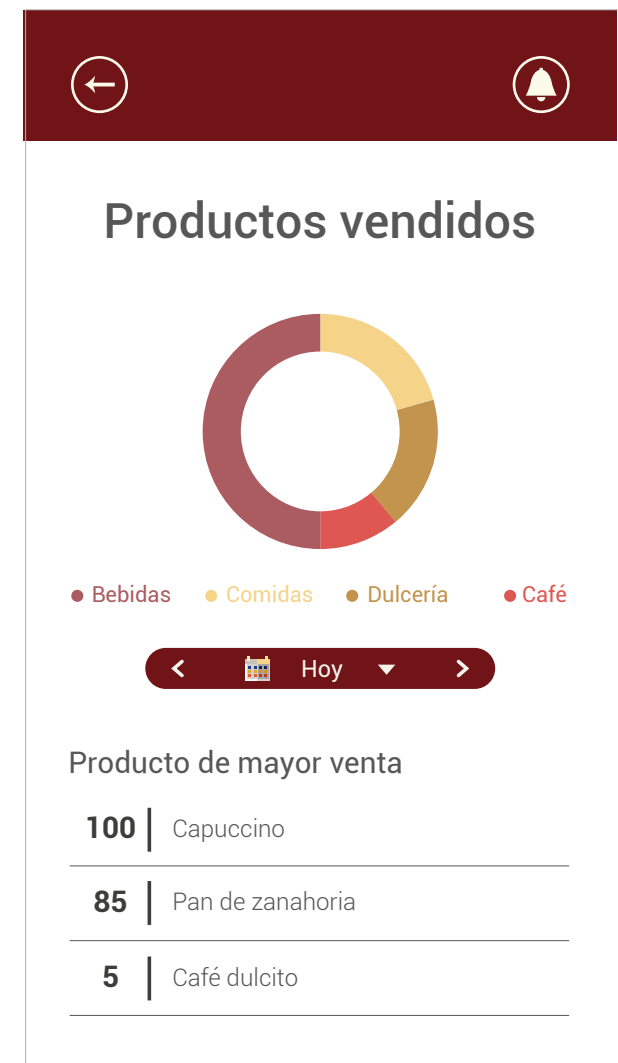 Productos vendidos
Bebidas Comidas Dulcería Café
Hoy
Producto de mayor venta
100 Capuccino
85 Pan de zanahoria
5 Café dulcito